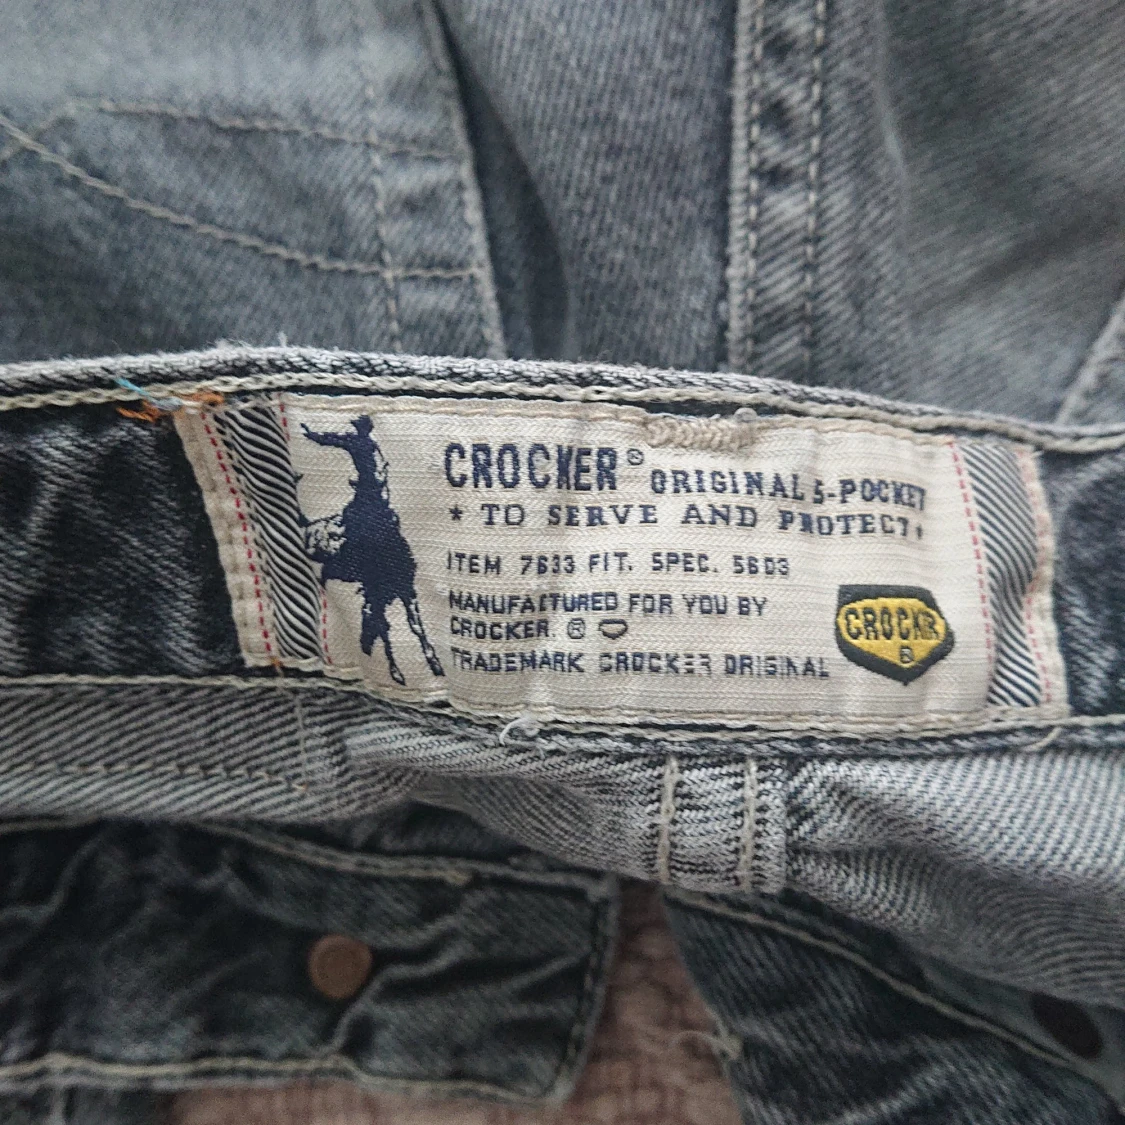 CROCKER® ORIGINAL 5-POCKET
★ TO SERVE AND PROTECT ★
ITEM 7633 FIT. SPEC. 5603
MANUFACTURED FOR YOU BY
CROCKER. ®
TRADEMARK CROCKER ORIGINAL
CROCKER
®